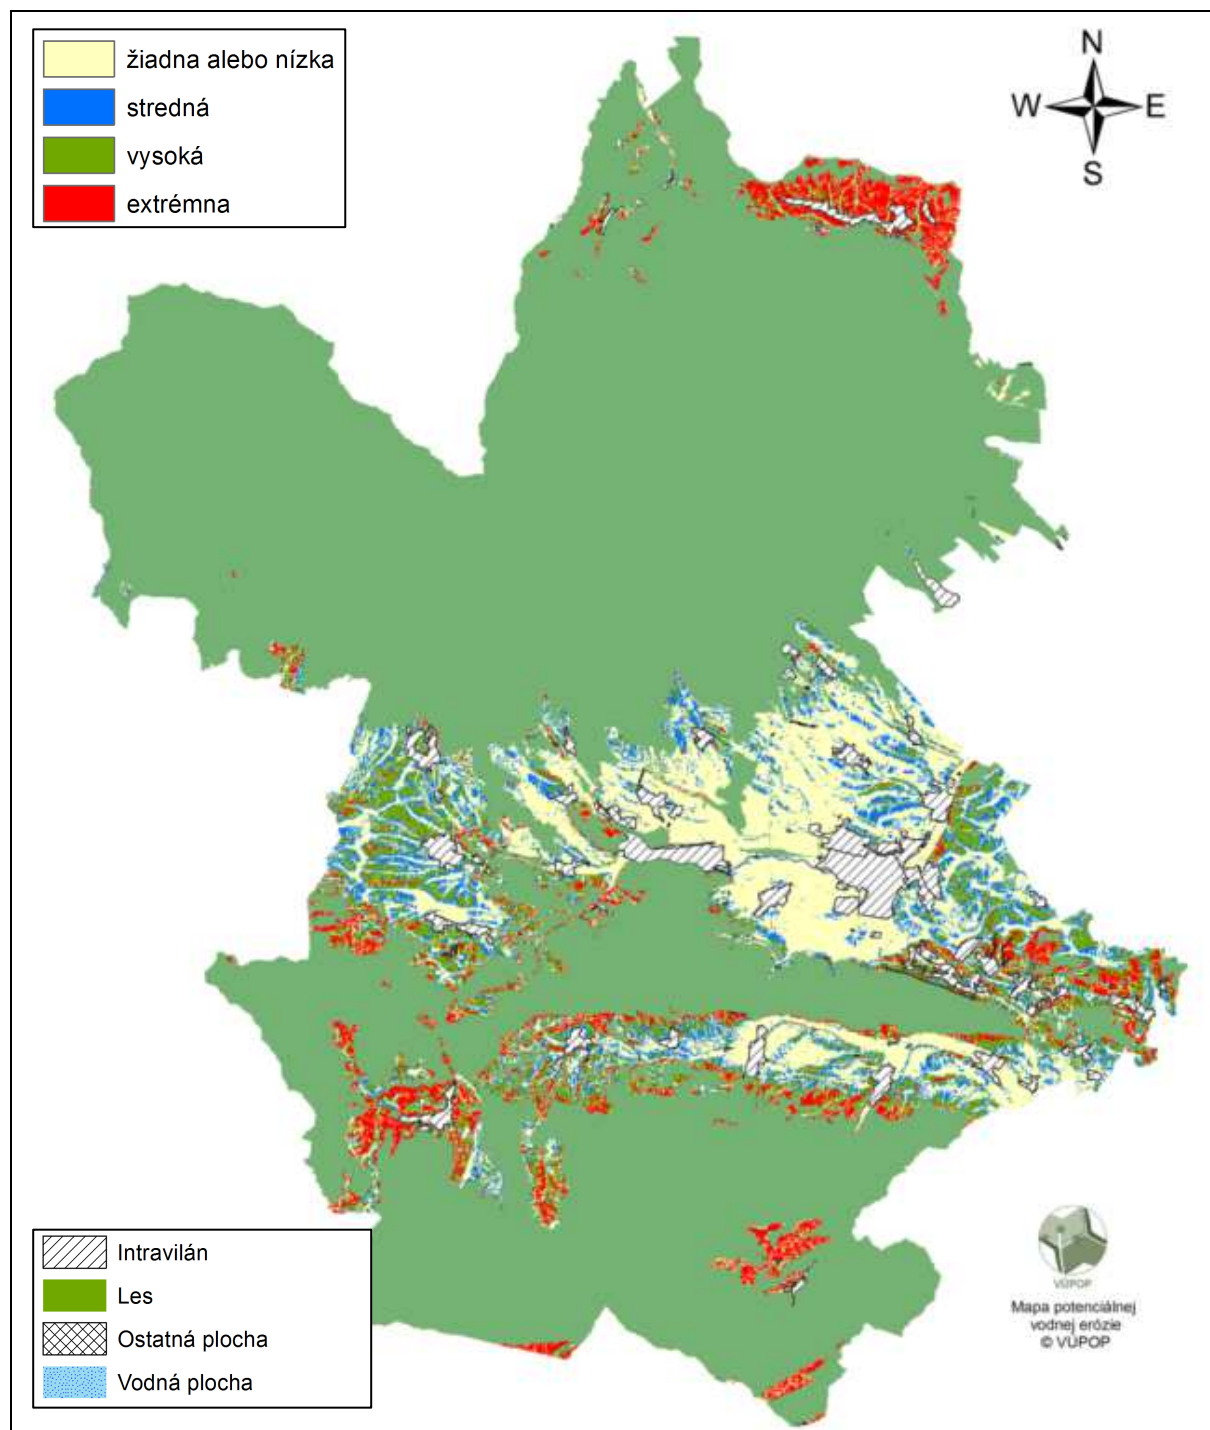 žiadna alebo nízka
stredná
vysoká
extrémna
N
W
E
S
Intravilán
Les
Ostatná plocha
Vodná plocha
VÚPOP
Mapa potenciálnej
vodnej erózie
© VÚPOP